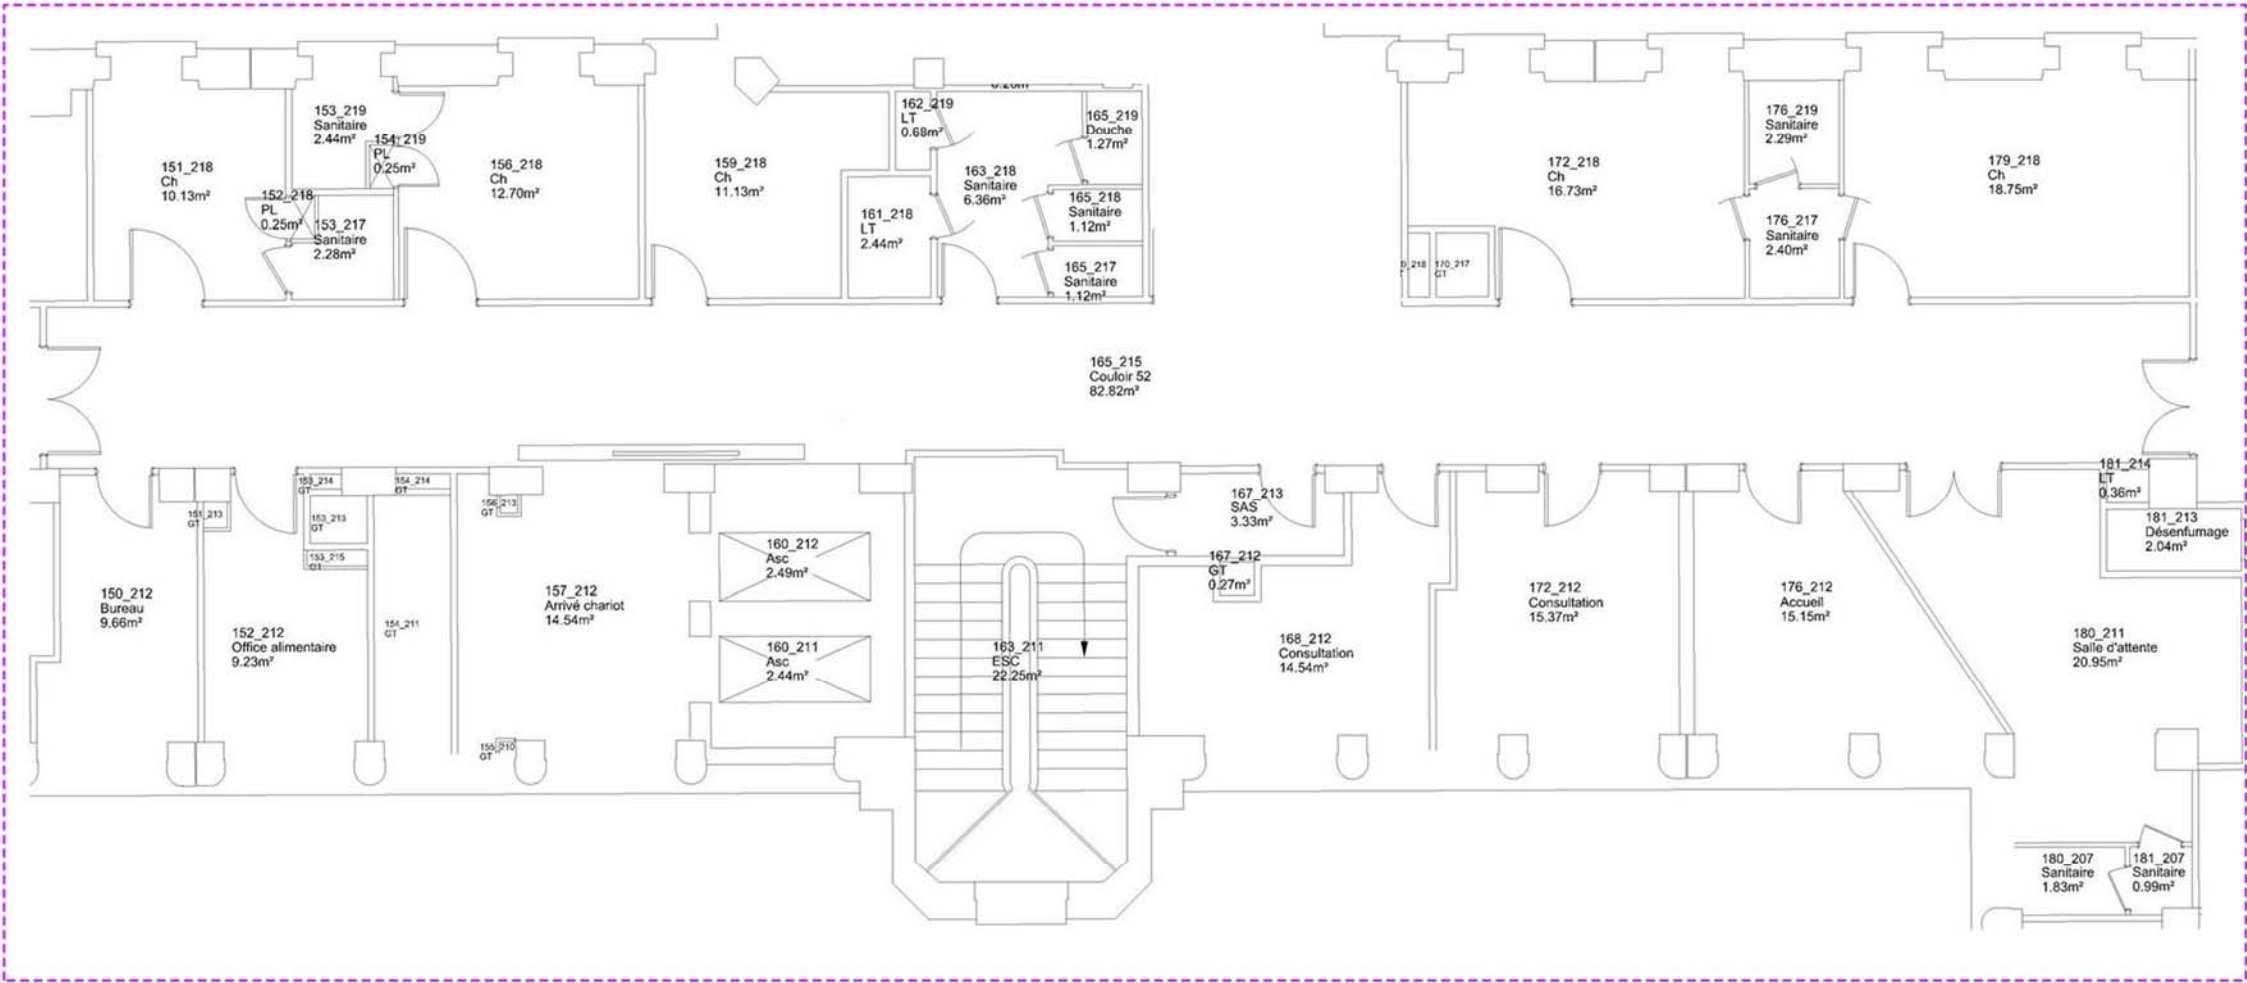 153_219
Sanitaire
2.44m²
154_219
PL
0.25m²
151_218
Ch
10.13m²
152_218
PL
0.25m²
153_217
Sanitaire
2.28m²
156_218
Ch
12.70m²
159_218
Ch
11.13m²
162_219
LT
0.68m²
0.20m²
161_218
LT
2.44m²
163_218
Sanitaire
6.36m²
165_219
Douche
1.27m²
165_218
Sanitaire
1.12m²
165_217
Sanitaire
1.12m²
172_218
Ch
16.73m²
170_217
GT
176_219
Sanitaire
2.29m²
176_217
Sanitaire
2.40m²
179_218
Ch
18.75m²
165_215
Couloir 52
82.82m²
151_213
GT
153_214
GT
154_214
GT
153_213
GT
153_215
GT
150_212
Bureau
9.66m²
152_212
Office alimentaire
9.23m²
154_211
GT
156_213
GT
157_212
Arrivé chariot
14.54m²
155_210
GT
160_212
Asc
2.49m²
160_211
Asc
2.44m²
163_211
ESC
22.25m²
167_213
SAS
3.33m²
167_212
GT
0.27m²
168_212
Consultation
14.54m²
172_212
Consultation
15.37m²
176_212
Accueil
15.15m²
181_214
LT
0.36m²
181_213
Désenfumage
2.04m²
180_211
Salle d'attente
20.95m²
180_207
Sanitaire
1.83m²
181_207
Sanitaire
0.99m²